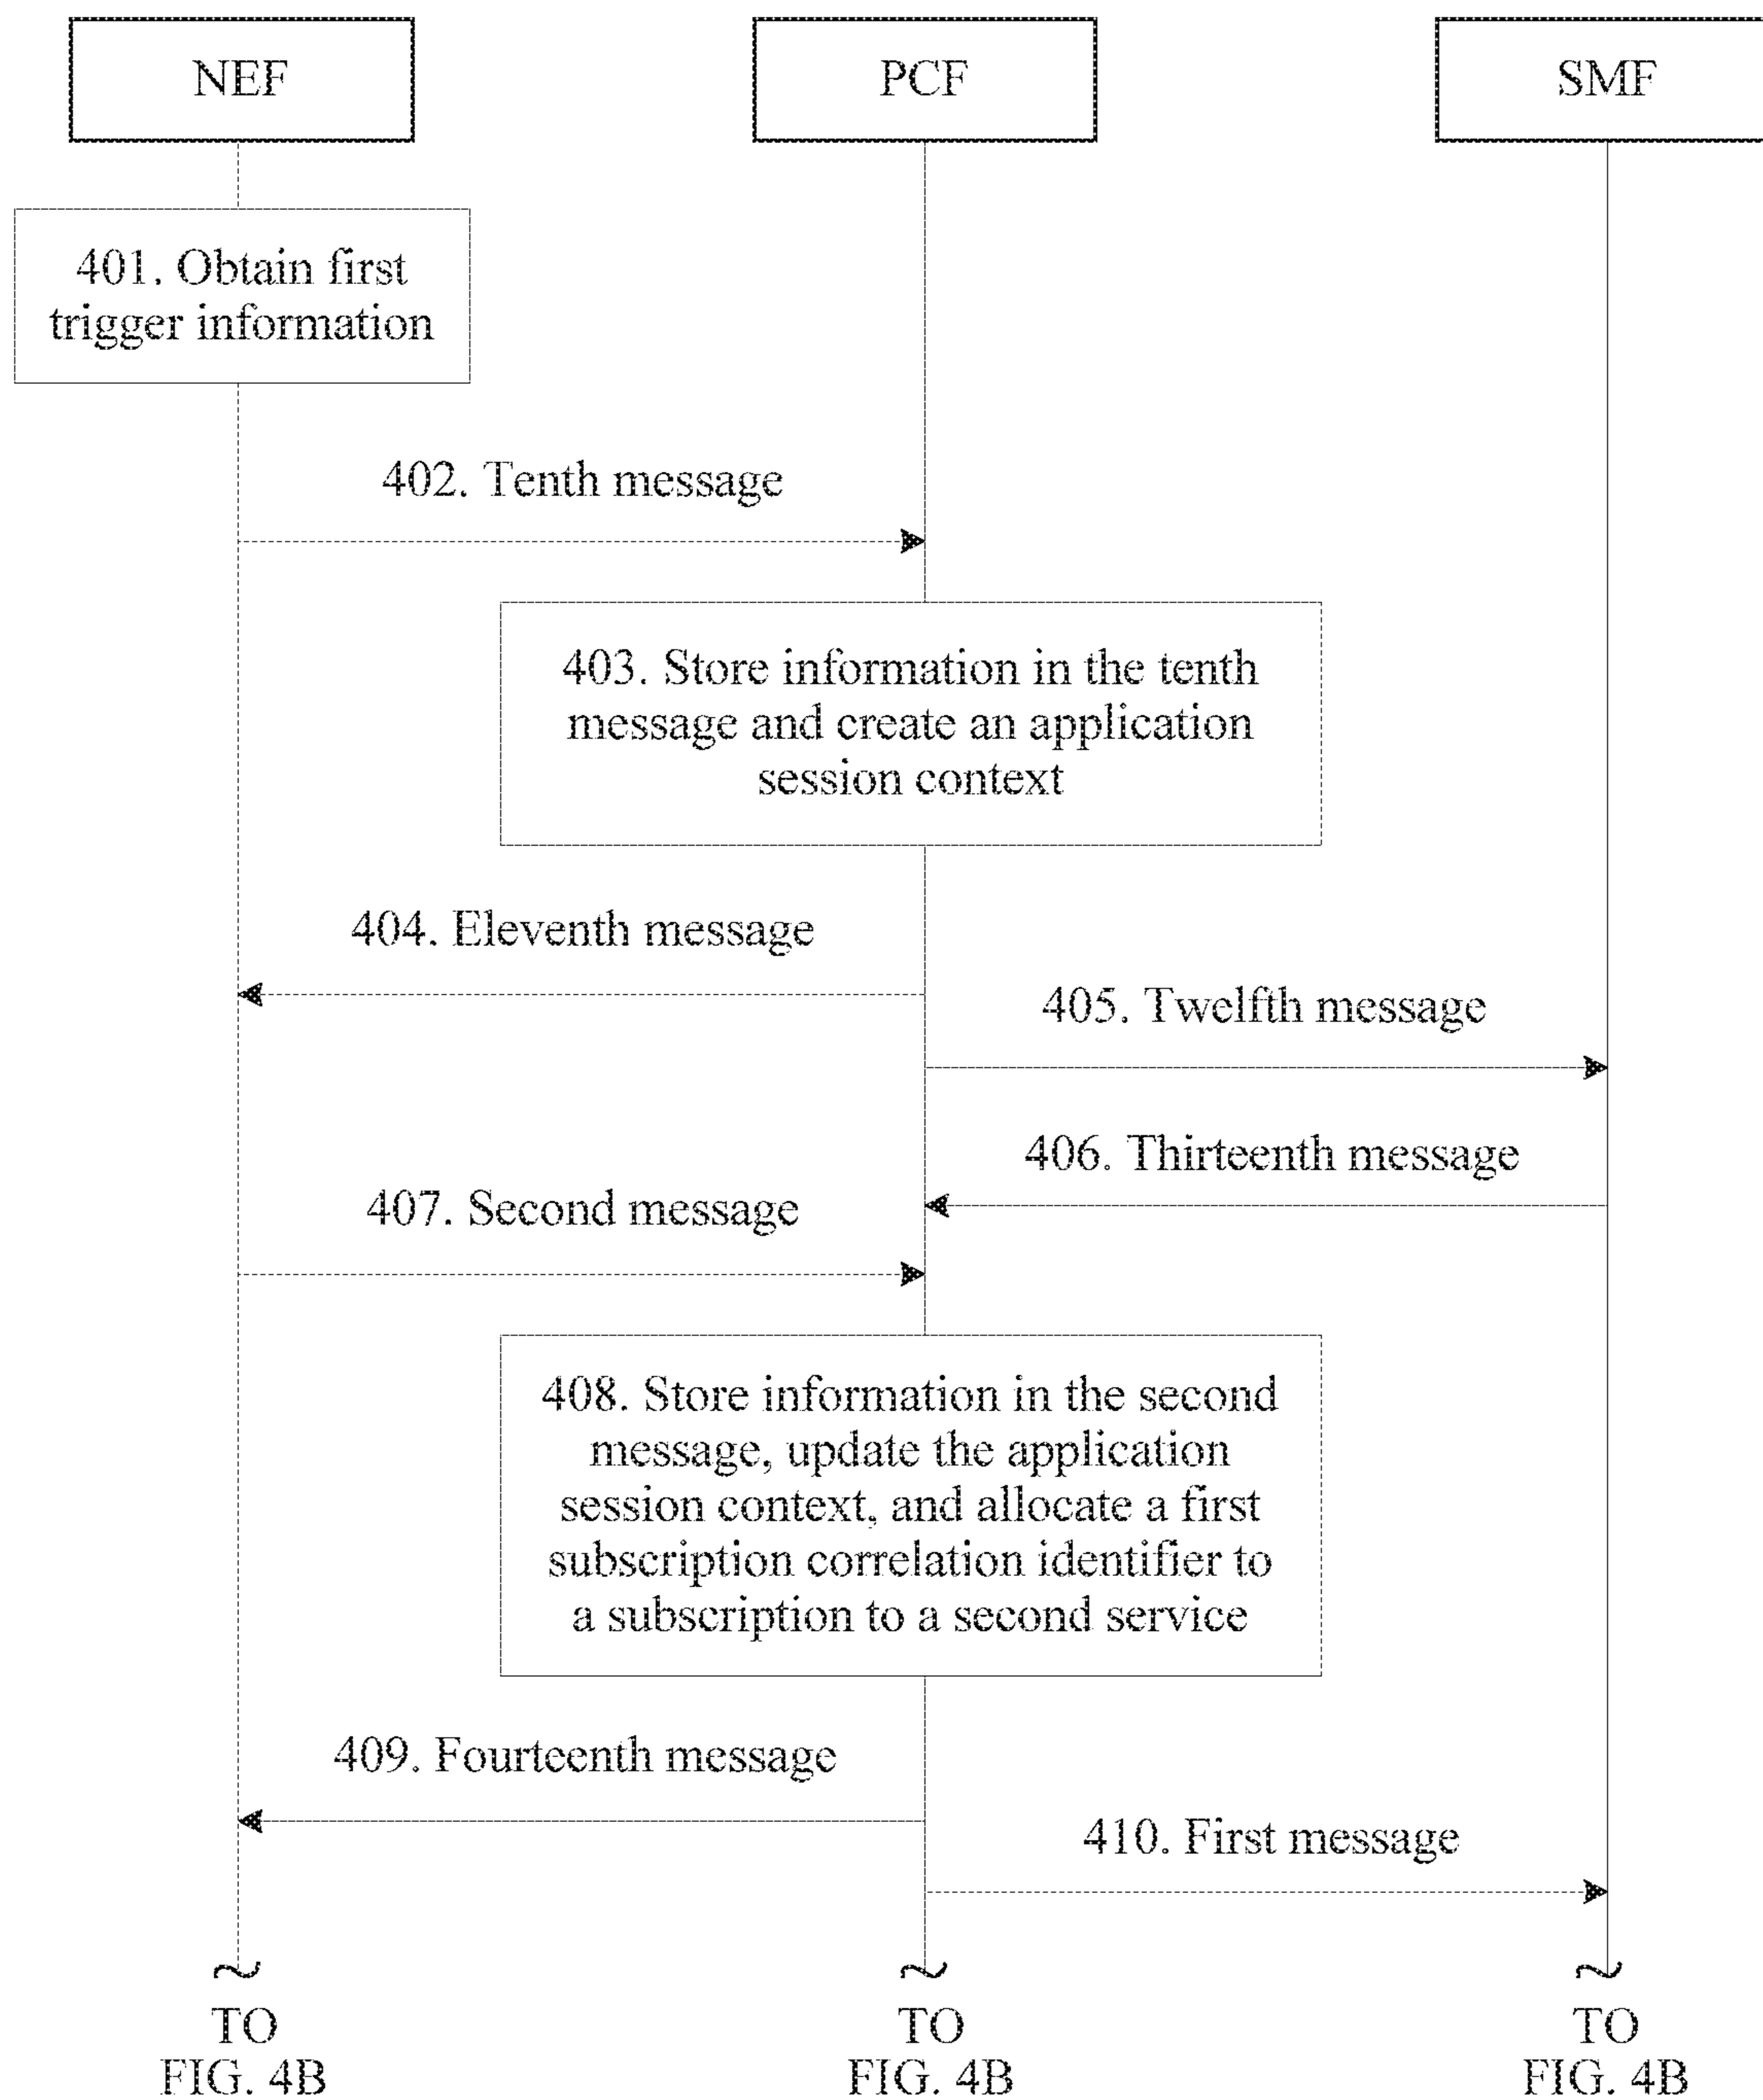 NEF
PCF
SMF
401. Obtain first
trigger information
402. Tenth message
403. Store information in the tenth
message and create an application
session context
404. Eleventh message
405. Twelfth message
406. Thirteenth message
407. Second message
408. Store information in the second
message, update the application
session context, and allocate a first
subscription correlation identifier to
a subscription to a second service
409. Fourteenth message
410. First message
TO
FIG. 4B
TO
FIG. 4B
TO
FIG. 4B